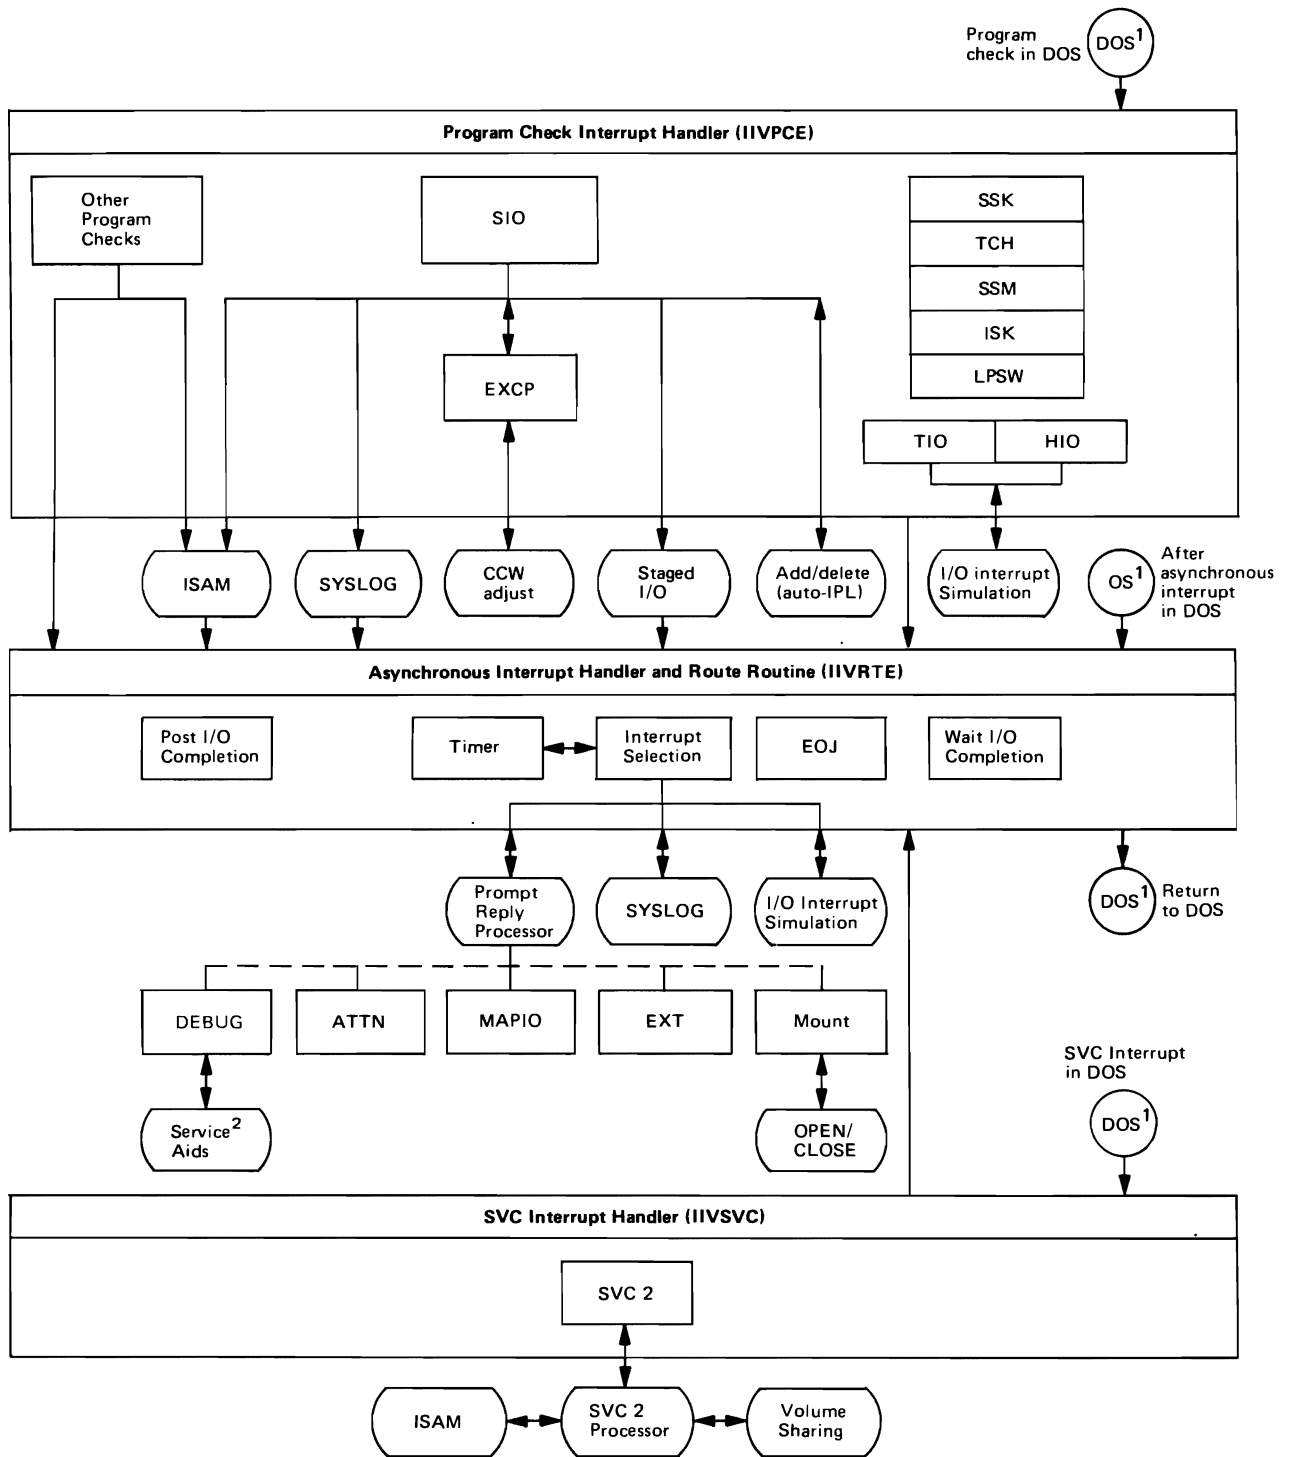 Program
check in DOS
DOS1
Program Check Interrupt Handler (IIVPCE)
Other
Program
Checks
SIO
SSK
TCH
SSM
ISK
LPSW
EXCP
TIO
HIO
ISAM
SYSLOG
CCW
adjust
Staged
I/O
Add/delete
(auto-IPL)
I/O interrupt
Simulation
OS1
After
asynchronous
interrupt
in DOS
Asynchronous Interrupt Handler and Route Routine (IIVRTE)
Post I/O
Completion
Timer
Interrupt
Selection
EOJ
Wait I/O
Completion
Prompt
Reply
Processor
SYSLOG
I/O Interrupt
Simulation
DOS1
Return
to DOS
DEBUG
ATTN
MAPIO
EXT
Mount
Service2
Aids
OPEN/
CLOSE
SVC Interrupt
in DOS
DOS1
SVC Interrupt Handler (IIVSVC)
SVC 2
ISAM
SVC 2
Processor
Volume
Sharing